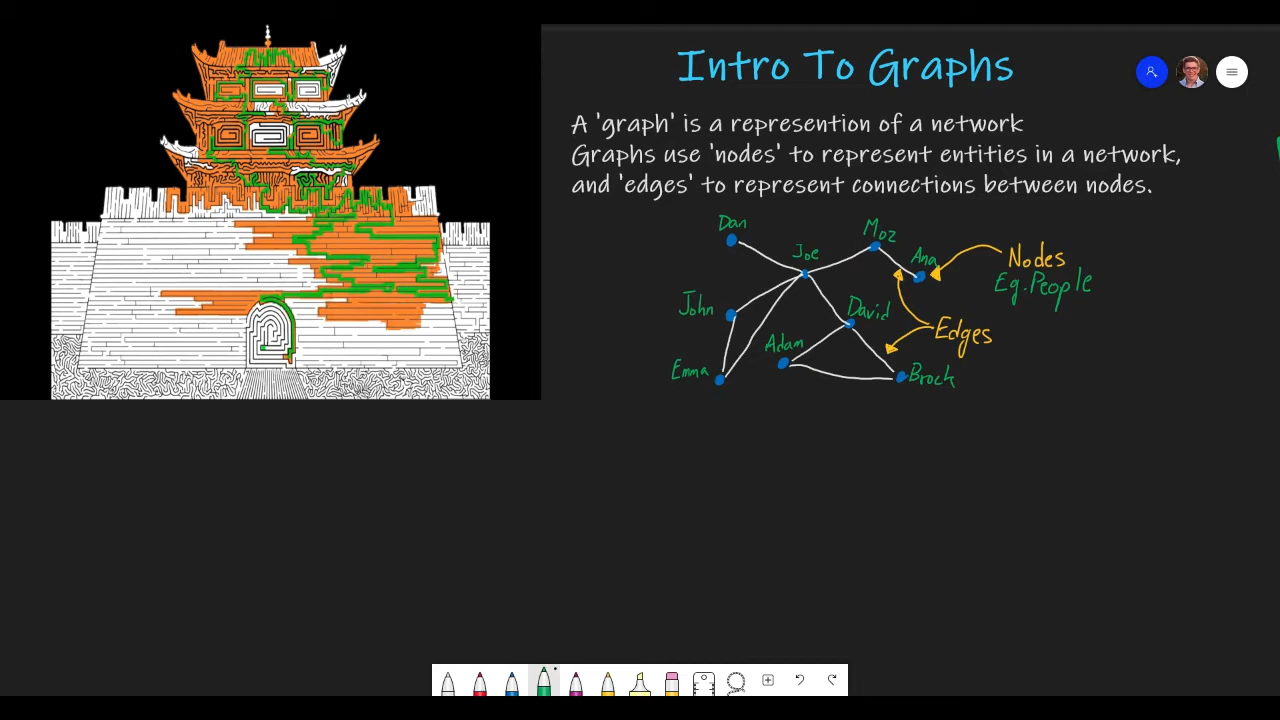 Intro To Graphs
A 'graph' is a represention of a network
Graphs use 'nodes' to represent entities in a network,
and 'edges' to represent connections between nodes.
Dan
Moz
Joe
Ana
Nodes
Eg. People
John
David
Edges
Adam
Emma
Brock